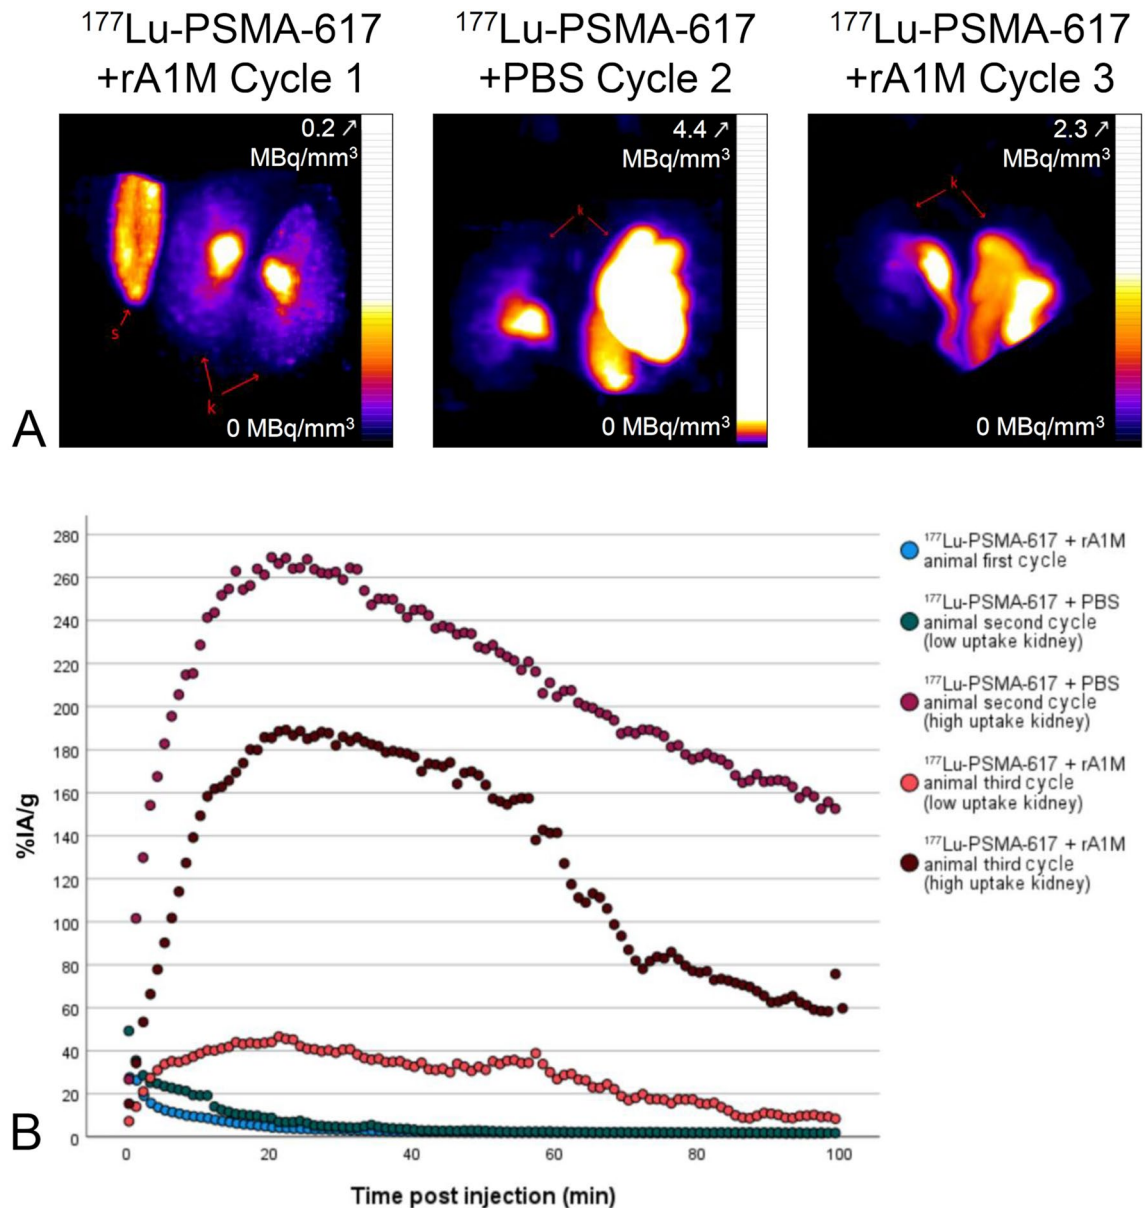 ¹⁷⁷Lu-PSMA-617
+rA1M Cycle 1
¹⁷⁷Lu-PSMA-617
+PBS Cycle 2
¹⁷⁷Lu-PSMA-617
+rA1M Cycle 3
0.2 ↗
MBq/mm³
s
k
0 MBq/mm³
4.4 ↗
MBq/mm³
k
0 MBq/mm³
2.3 ↗
MBq/mm³
k
0 MBq/mm³
A
280
260
240
220
200
180
160
140
120
100
80
60
40
20
0
%IA/g
0 20 40 60 80 100
Time post injection (min)
¹⁷⁷Lu-PSMA-617 + rA1M
animal first cycle
¹⁷⁷Lu-PSMA-617 + PBS
animal second cycle
(low uptake kidney)
¹⁷⁷Lu-PSMA-617 + PBS
animal second cycle
(high uptake kidney)
¹⁷⁷Lu-PSMA-617 + rA1M
animal third cycle
(low uptake kidney)
¹⁷⁷Lu-PSMA-617 + rA1M
animal third cycle
(high uptake kidney)
B